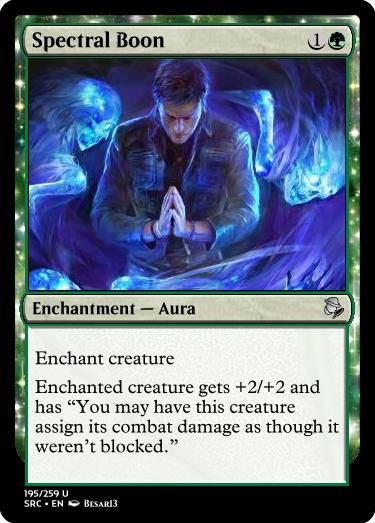 Spectral Boon 1
Enchantment — Aura
Enchant creature
Enchanted creature gets +2/+2 and
has “You may have this creature
assign its combat damage as though it
weren’t blocked.”
195/259 U
SRC • EN Besar13